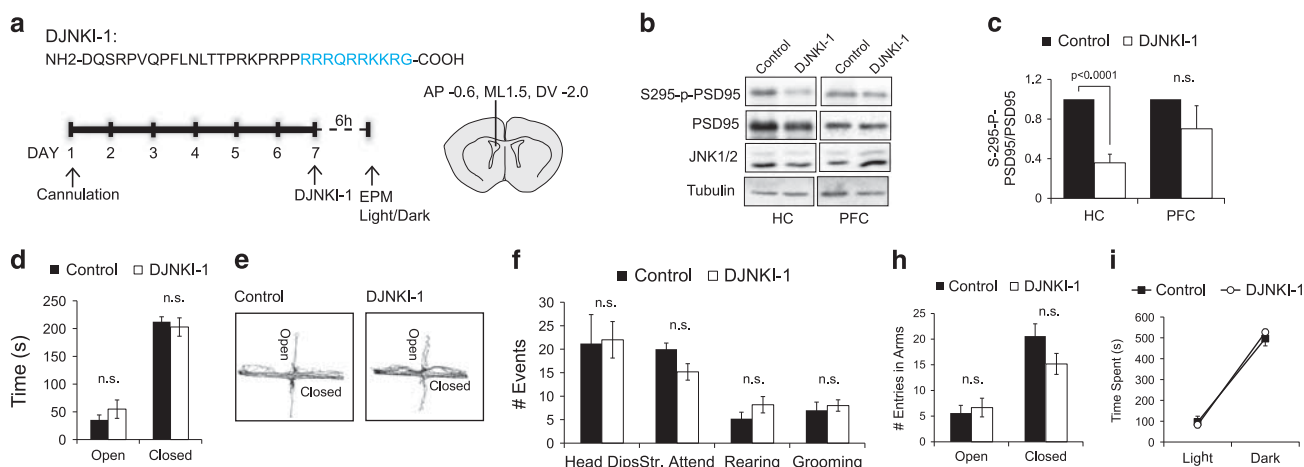 a
DJNKI-1:
NH2-DQSRPVQPFLNLTTPRKPRPPRRRQRRKKRG-COOH
AP -0.6, ML1.5, DV -2.0
6h
DAY 1 2 3 4 5 6 7
Cannulation
DJNKI-1
EPM
Light/Dark
b
Control DJNKI-1 Control DJNKI-1
S295-p-PSD95
PSD95
JNK1/2
Tubulin
HC PFC
c
Control DJNKI-1
p<0.0001
n.s.
S-295-P-
PSD95/PSD95
1.2
0.8
0.4
0
HC PFC
d
Control DJNKI-1
Time (s)
250
200
150
100
50
0
n.s.
n.s.
Open Closed
e
Control DJNKI-1
Open
Closed
Open
Closed
f
Control DJNKI-1
# Events
30
25
20
15
10
5
0
n.s.
n.s.
n.s.
n.s.
Head DipsStr. Attend Rearing Grooming
h
Control DJNKI-1
# Entries in Arms
25
20
15
10
5
0
n.s.
n.s.
Open Closed
i
Control DJNKI-1
Time Spent (s)
600
500
400
300
200
100
0
n.s.
Light Dark